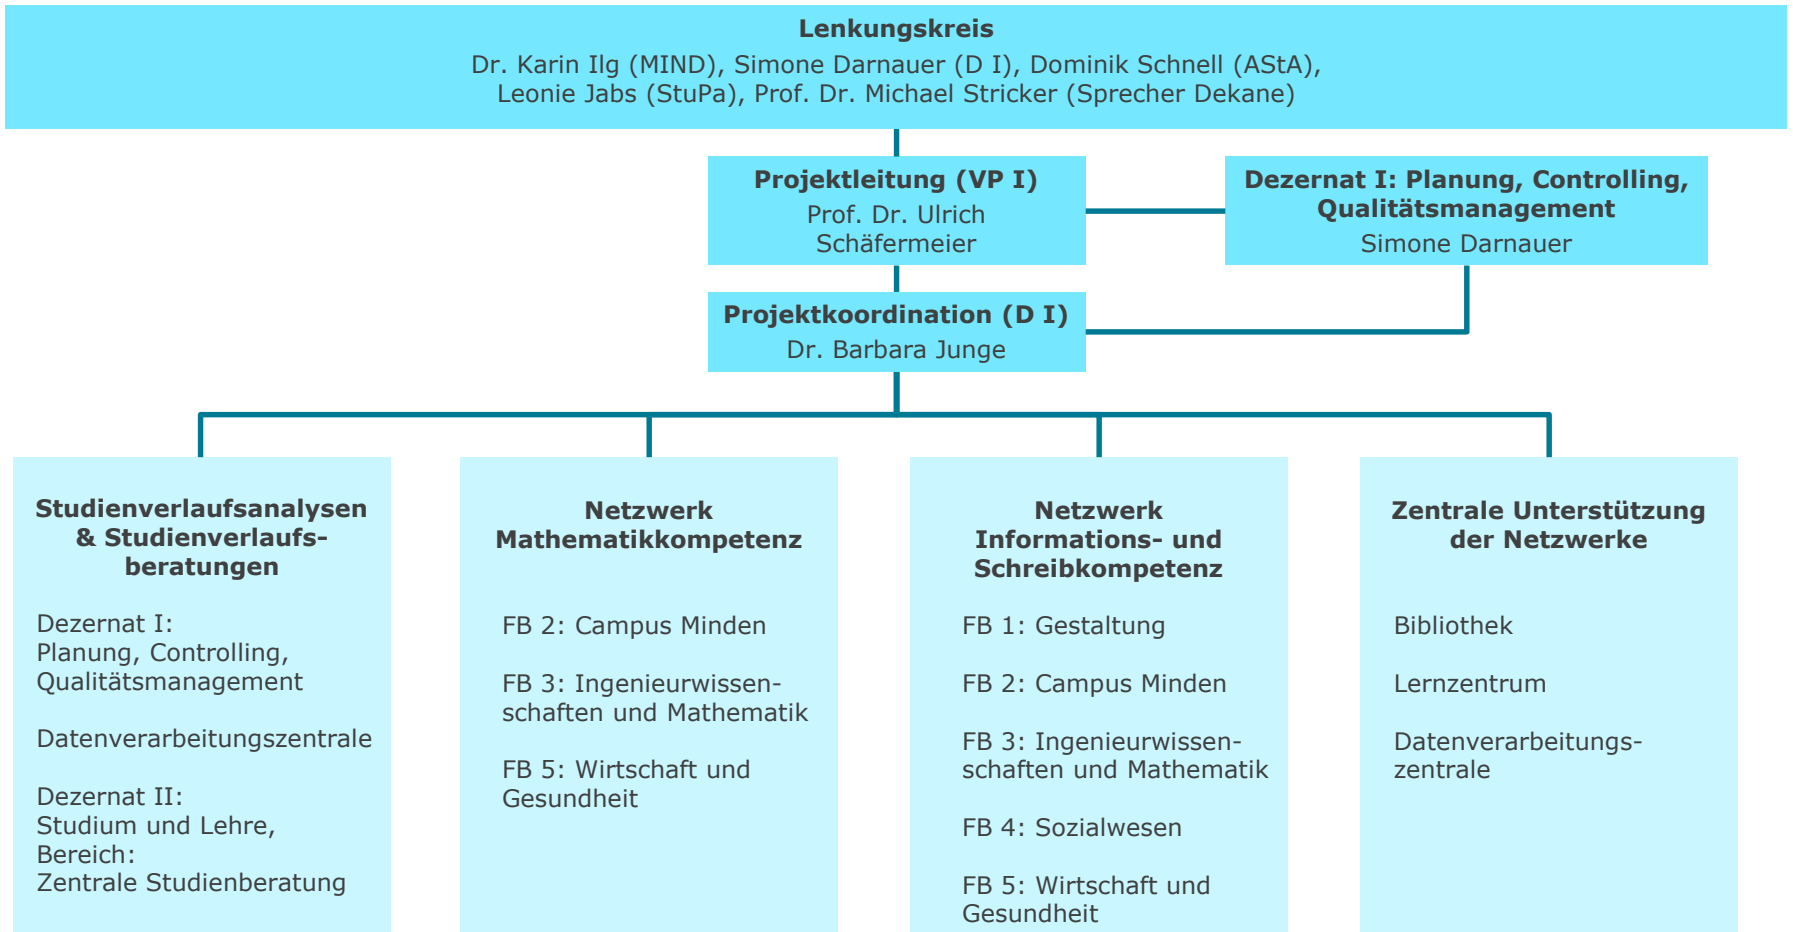 Lenkungskreis
Dr. Karin Ilg (MIND), Simone Darnauer (D I), Dominik Schnell (AStA),
Leonie Jabs (StuPa), Prof. Dr. Michael Stricker (Sprecher Dekane)
Projektleitung (VP I)
Prof. Dr. Ulrich
Schäfermeier
Dezernat I: Planung, Controlling,
Qualitätsmanagement
Simone Darnauer
Projektkoordination (D I)
Dr. Barbara Junge
Studienverlaufsanalysen
& Studienverlaufs-
beratungen
Dezernat I:
Planung, Controlling,
Qualitätsmanagement
Datenverarbeitungszentrale
Dezernat II:
Studium und Lehre,
Bereich:
Zentrale Studienberatung
Netzwerk
Mathematikkompetenz
FB 2: Campus Minden
FB 3: Ingenieurwissen-
schaften und Mathematik
FB 5: Wirtschaft und
Gesundheit
Netzwerk
Informations- und
Schreibkompetenz
FB 1: Gestaltung
FB 2: Campus Minden
FB 3: Ingenieurwissen-
schaften und Mathematik
FB 4: Sozialwesen
FB 5: Wirtschaft und
Gesundheit
Zentrale Unterstützung
der Netzwerke
Bibliothek
Lernzentrum
Datenverarbeitungs-
zentrale